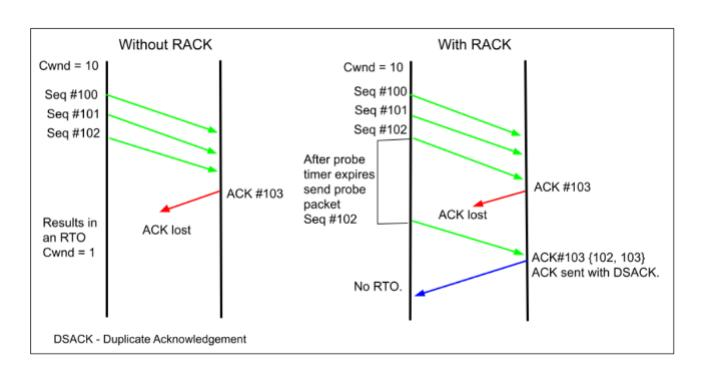 Without RACK
Cwnd = 10
Seq #100
Seq #101
Seq #102
ACK #103
ACK lost
Results in
an RTO
Cwnd = 1
With RACK
Cwnd = 10
Seq #100
Seq #101
Seq #102
After probe
timer expires
send probe
packet
Seq #102
ACK #103
ACK lost
ACK#103 {102, 103}
ACK sent with DSACK.
No RTO.
DSACK - Duplicate Acknowledgement